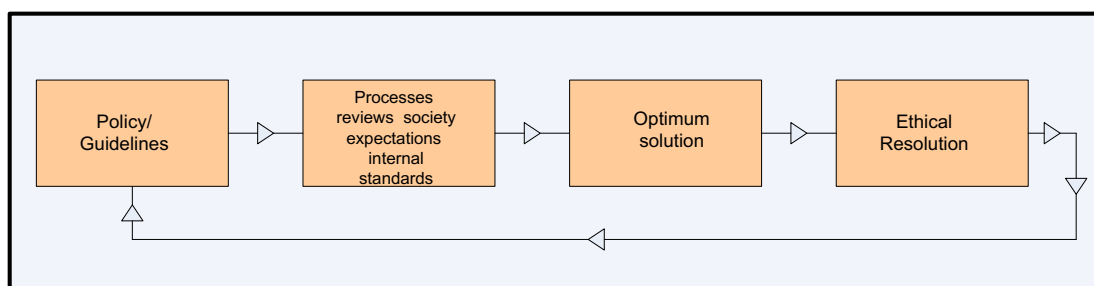 Policy/
Guidelines
Processes
reviews society
expectations
internal
standards
Optimum
solution
Ethical
Resolution